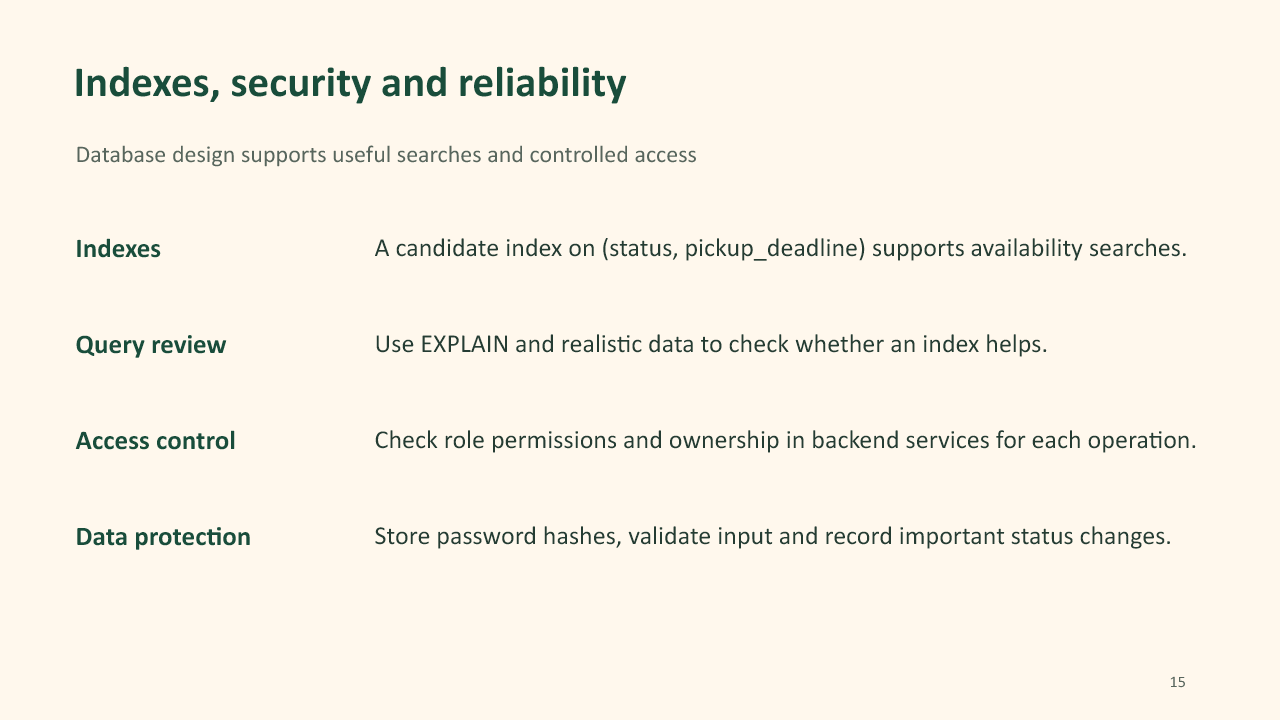 Indexes, security and reliability
Database design supports useful searches and controlled access
Indexes
A candidate index on (status, pickup_deadline) supports availability searches.
Query review
Use EXPLAIN and realistic data to check whether an index helps.
Access control
Check role permissions and ownership in backend services for each operation.
Data protection
Store password hashes, validate input and record important status changes.
15